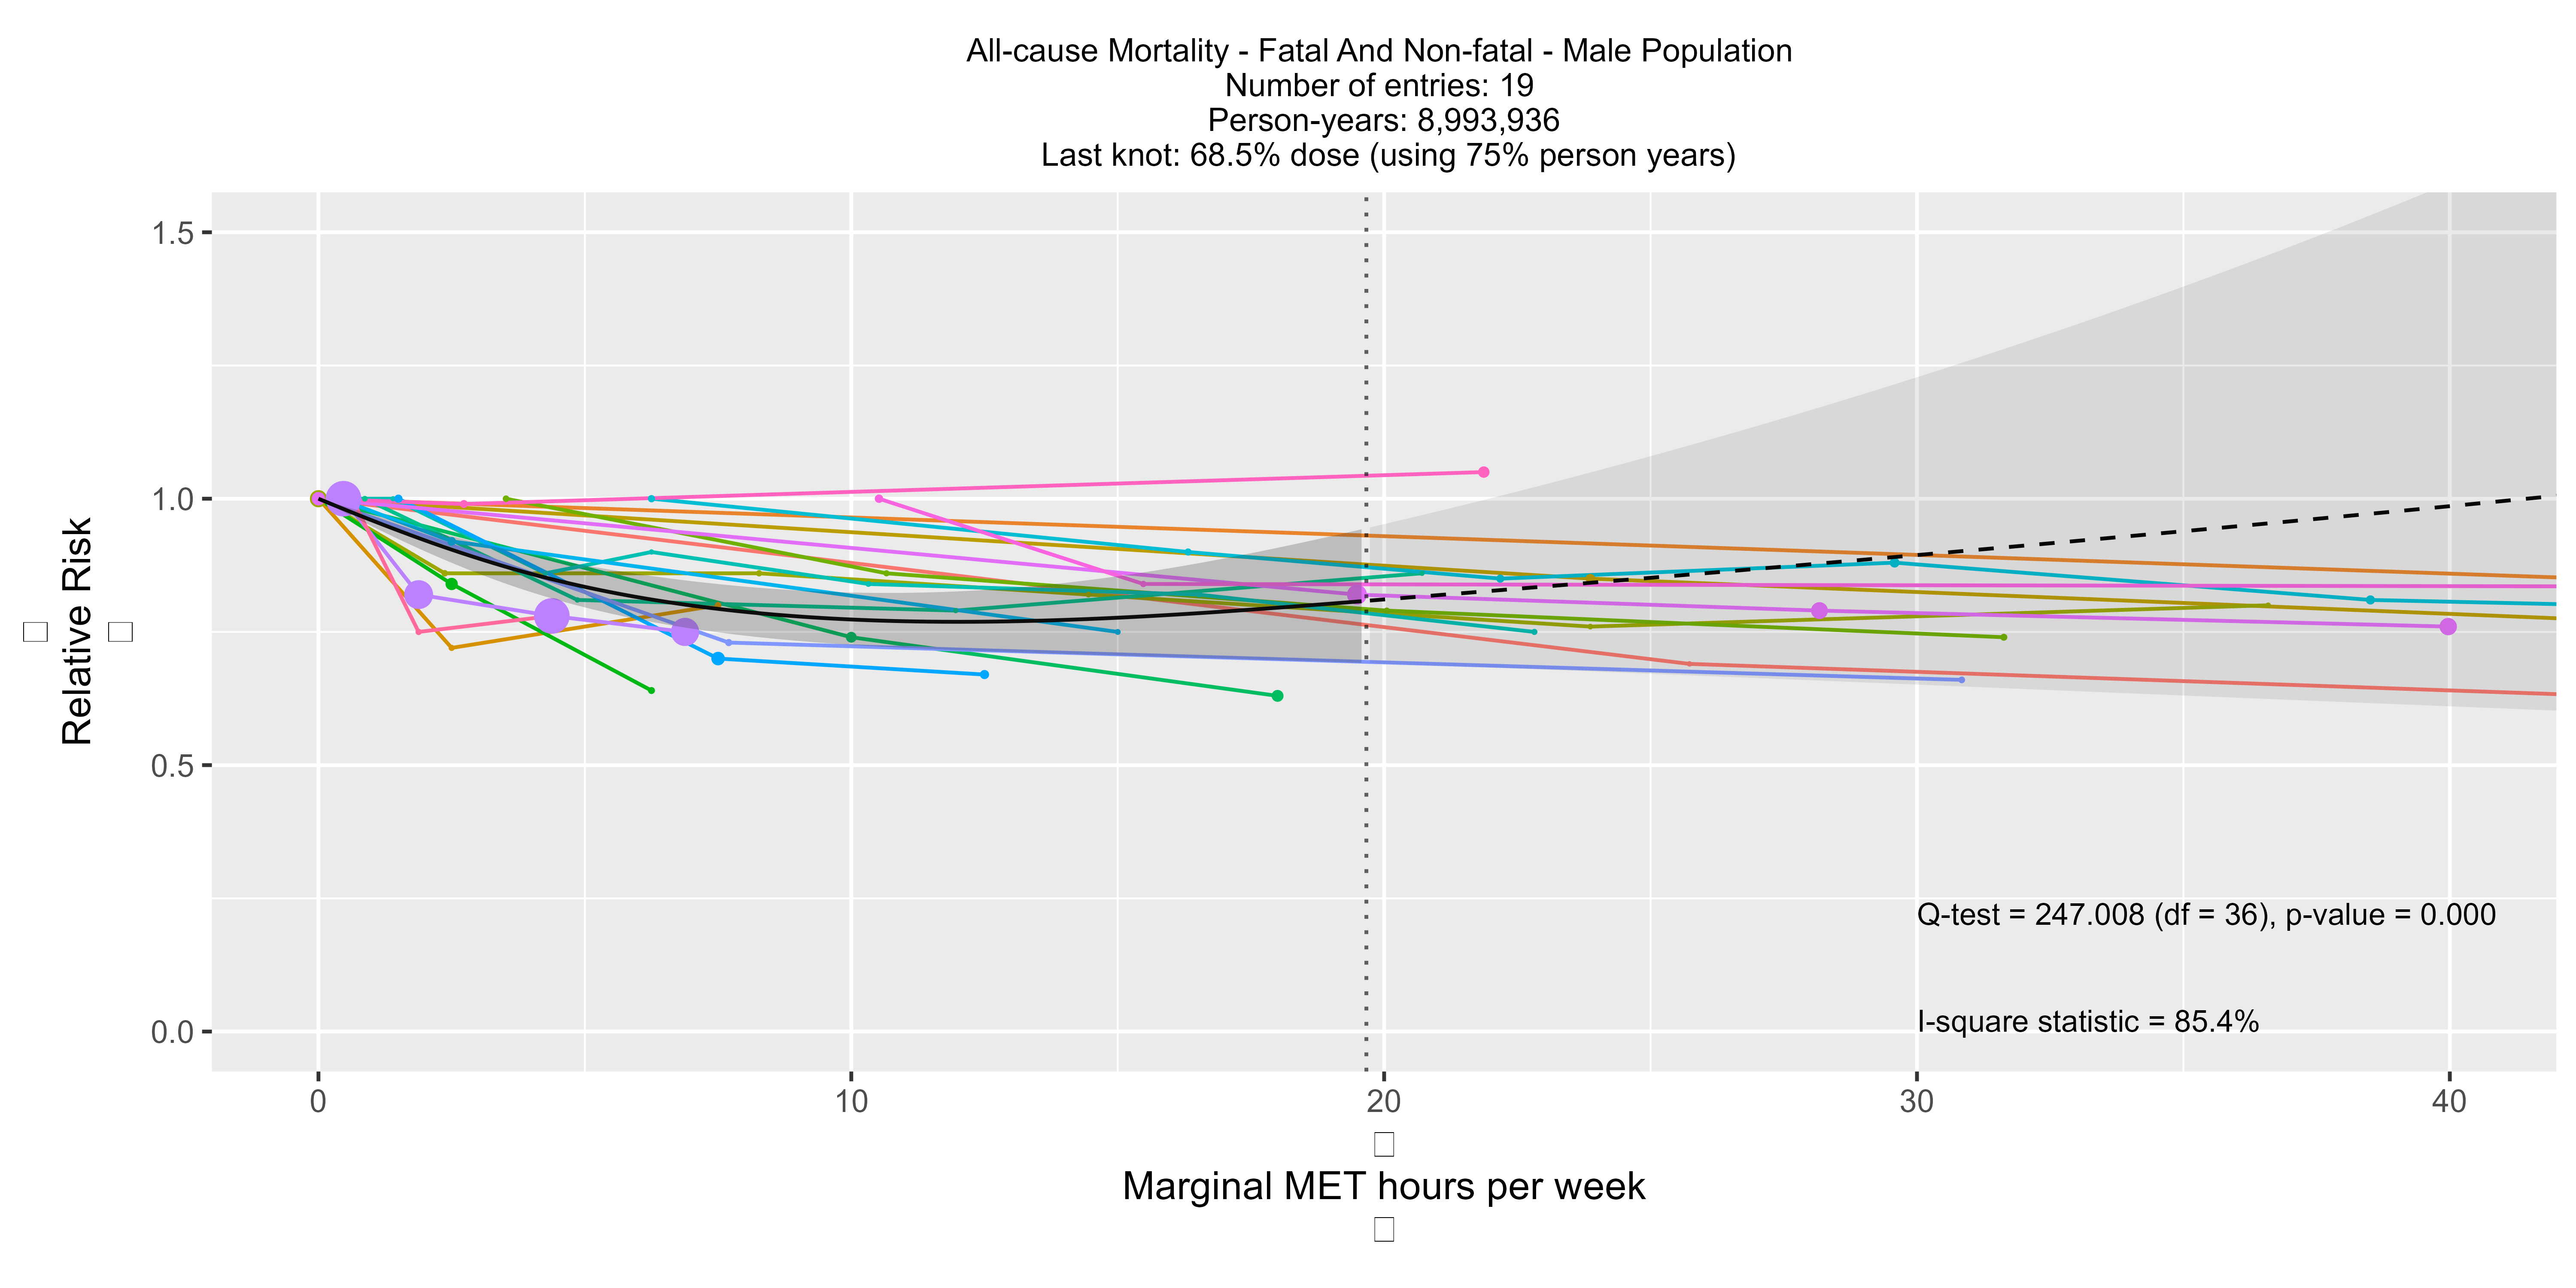 All-cause Mortality - Fatal And Non-fatal - Male Population
Number of entries: 19
Person-years: 8,993,936
Last knot: 68.5% dose (using 75% person years)
Relative Risk
1.5
1.0
0.5
0.0
Q-test = 247.008 (df = 36), p-value = 0.000
I-square statistic = 85.4%
0 10 20 30 40
Marginal MET hours per week